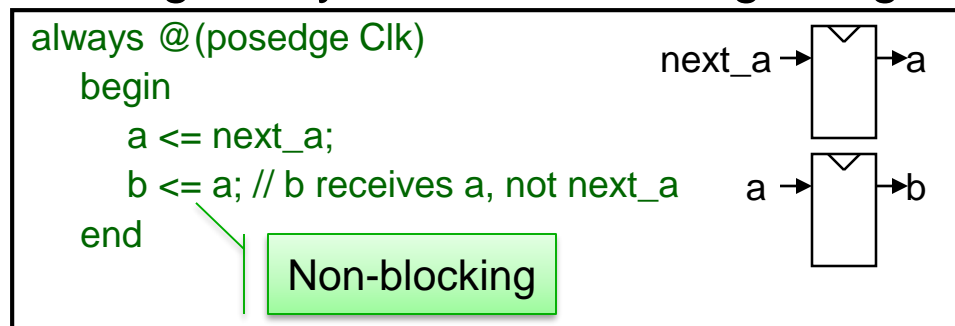 always @(posedge Clk)
begin
a <= next_a;
b <= a; // b receives a, not next_a
end
Non-blocking
next_a
a
a
b